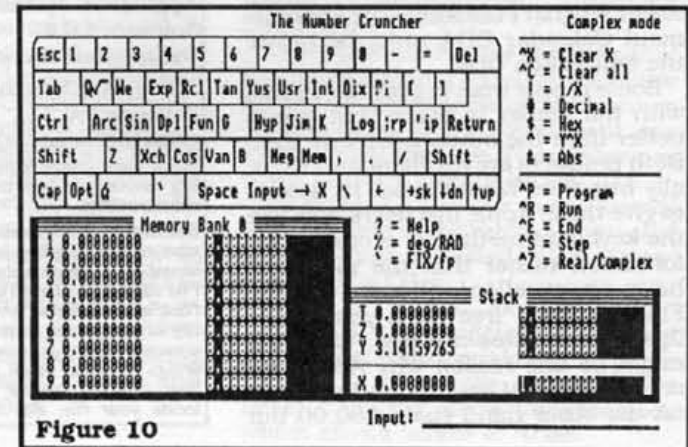 The Number Cruncher
Complex mode
Esc 1 2 3 4 5 6 7 8 9 0 - = Del
Tab Q√ We Exp Rcl Tan Yus Usr Int Oix [ ]
Ctrl Arc Sin Dpl Fun G Hyp Jim K Log ;rp 'ip Return
Shift Z Xch Cos Van B Neg Mem , . / Shift
Cap Opt ` Space Input → X \ ← →sk ↓dn ↑up
^X = Clear X
^C = Clear all
! = 1/X
# = Decimal
$ = Hex
^ = Y^X
& = Abs
^P = Program
^R = Run
^E = End
^S = Step
^Z = Real/Complex
? = Help
% = deg/RAD
= FIX/fp
Memory Bank 0
1 0.00000000
2 0.00000000
3 0.00000000
4 0.00000000
5 0.00000000
6 0.00000000
7 0.00000000
8 0.00000000
9 0.00000000
Stack
T 0.00000000
Z 0.00000000
Y 3.14159265
X 0.00000000
Input:
Figure 10